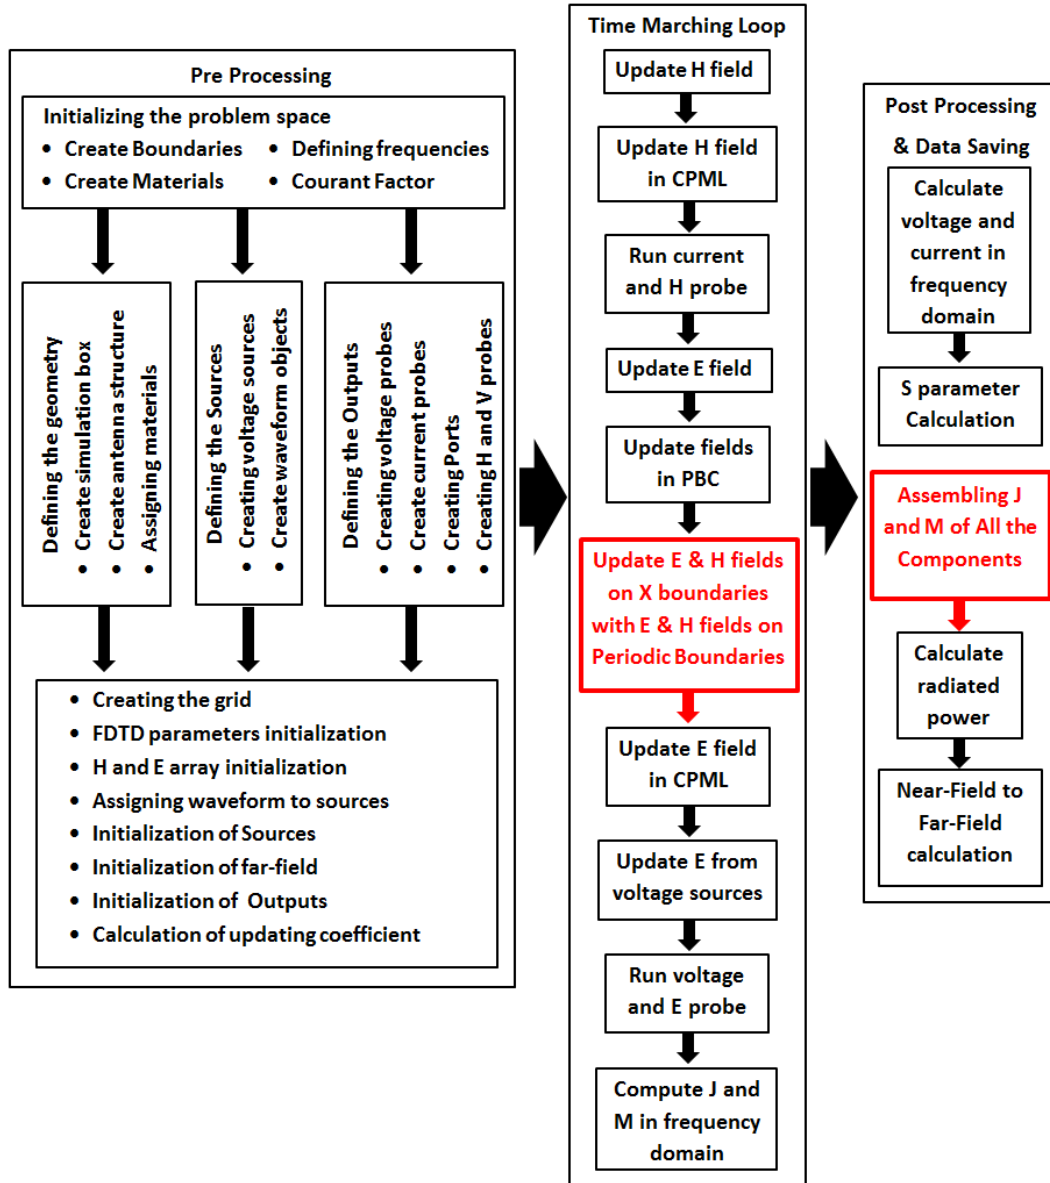 Pre Processing
Initializing the problem space
• Create Boundaries • Defining frequencies
• Create Materials • Courant Factor
Defining the geometry
• Create simulation box
• Create antenna structure
• Assigning materials
Defining the Sources
• Creating voltage sources
• Create waveform objects
Defining the Outputs
• Creating voltage probes
• Create current probes
• Creating Ports
• Creating H and V probes
• Creating the grid
• FDTD parameters initialization
• H and E array initialization
• Assigning waveform to sources
• Initialization of Sources
• Initialization of far-field
• Initialization of Outputs
• Calculation of updating coefficient
Time Marching Loop
Update H field
Update H field
in CPML
Run current
and H probe
Update E field
Update fields
in PBC
Update E & H fields
on X boundaries
with E & H fields on
Periodic Boundaries
Update E field
in CPML
Update E from
voltage sources
Run voltage
and E probe
Compute J and
M in frequency
domain
Post Processing
& Data Saving
Calculate
voltage and
current in
frequency
domain
S parameter
Calculation
Assembling J
and M of All the
Components
Calculate
radiated
power
Near-Field to
Far-Field
calculation